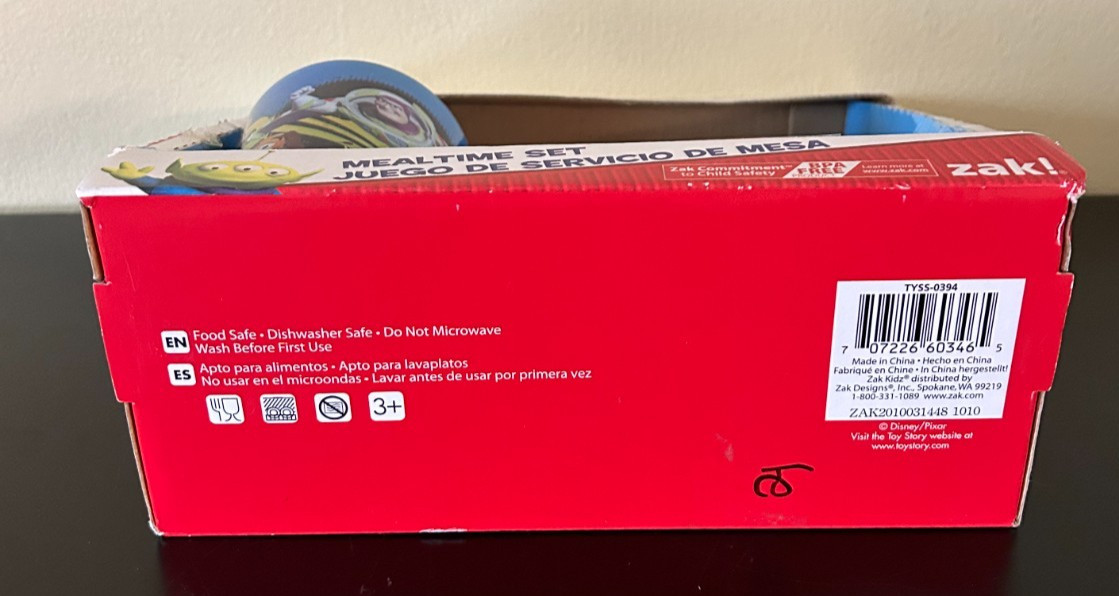 MEALTIME SET
JUEGO DE SERVICIO DE MESA
Zak Commitment™
to Child Safety
BPA
FREE
Learn more at
www.zak.com
zak!
EN
Food Safe • Dishwasher Safe • Do Not Microwave
Wash Before First Use
ES
Apto para alimentos • Apto para lavaplatos
No usar en el microondas • Lavar antes de usar por primera vez
3+
TYSS-0394
7 07226 60346 5
Made in China • Hecho en China
Fabriqué en Chine • In China hergestellt!
Zak Kidz® distributed by
Zak Designs®, Inc., Spokane, WA 99219
1-800-331-1089 www.zak.com
ZAK2010031448 1010
© Disney/Pixar
Visit the Toy Story website at
www.toystory.com